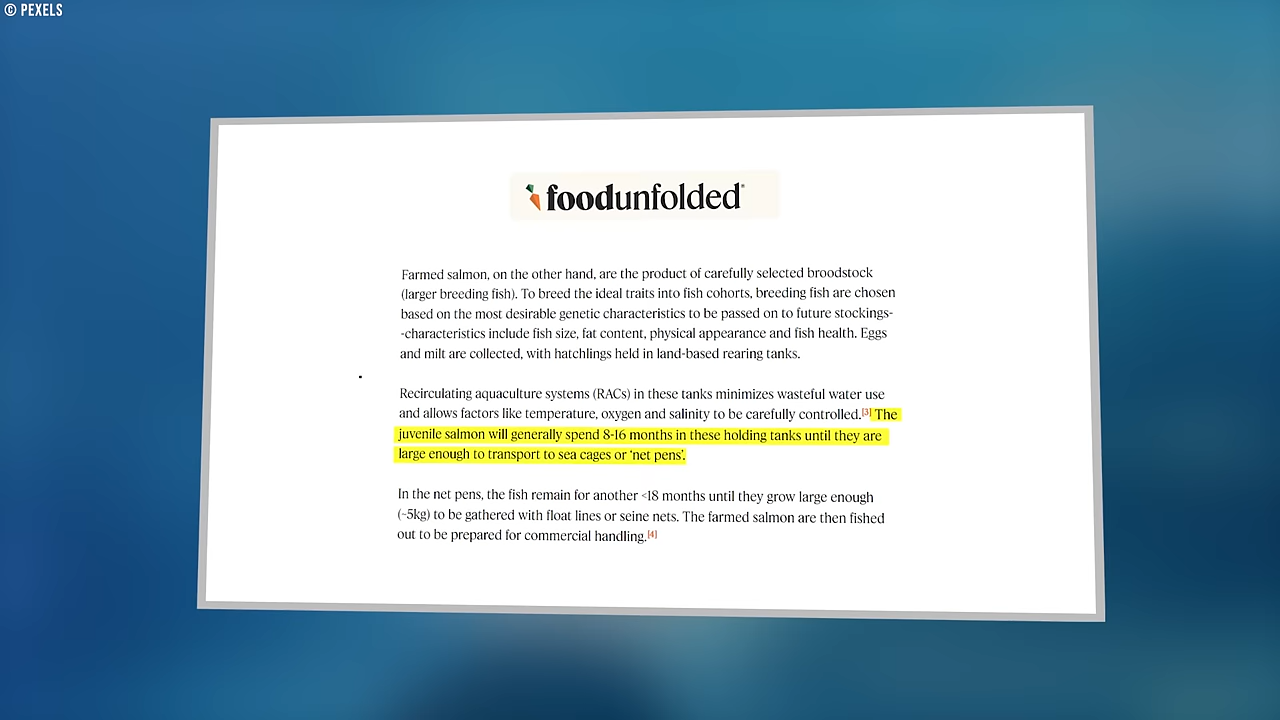 © PEXELS
foodunfolded®
Farmed salmon, on the other hand, are the product of carefully selected broodstock
(larger breeding fish). To breed the ideal traits into fish cohorts, breeding fish are chosen
based on the most desirable genetic characteristics to be passed on to future stockings-
-characteristics include fish size, fat content, physical appearance and fish health. Eggs
and milt are collected, with hatchlings held in land-based rearing tanks.
Recirculating aquaculture systems (RACs) in these tanks minimizes wasteful water use
and allows factors like temperature, oxygen and salinity to be carefully controlled.[3] The
juvenile salmon will generally spend 8-16 months in these holding tanks until they are
large enough to transport to sea cages or ‘net pens’.
In the net pens, the fish remain for another <18 months until they grow large enough
(~5kg) to be gathered with float lines or seine nets. The farmed salmon are then fished
out to be prepared for commercial handling.[4]